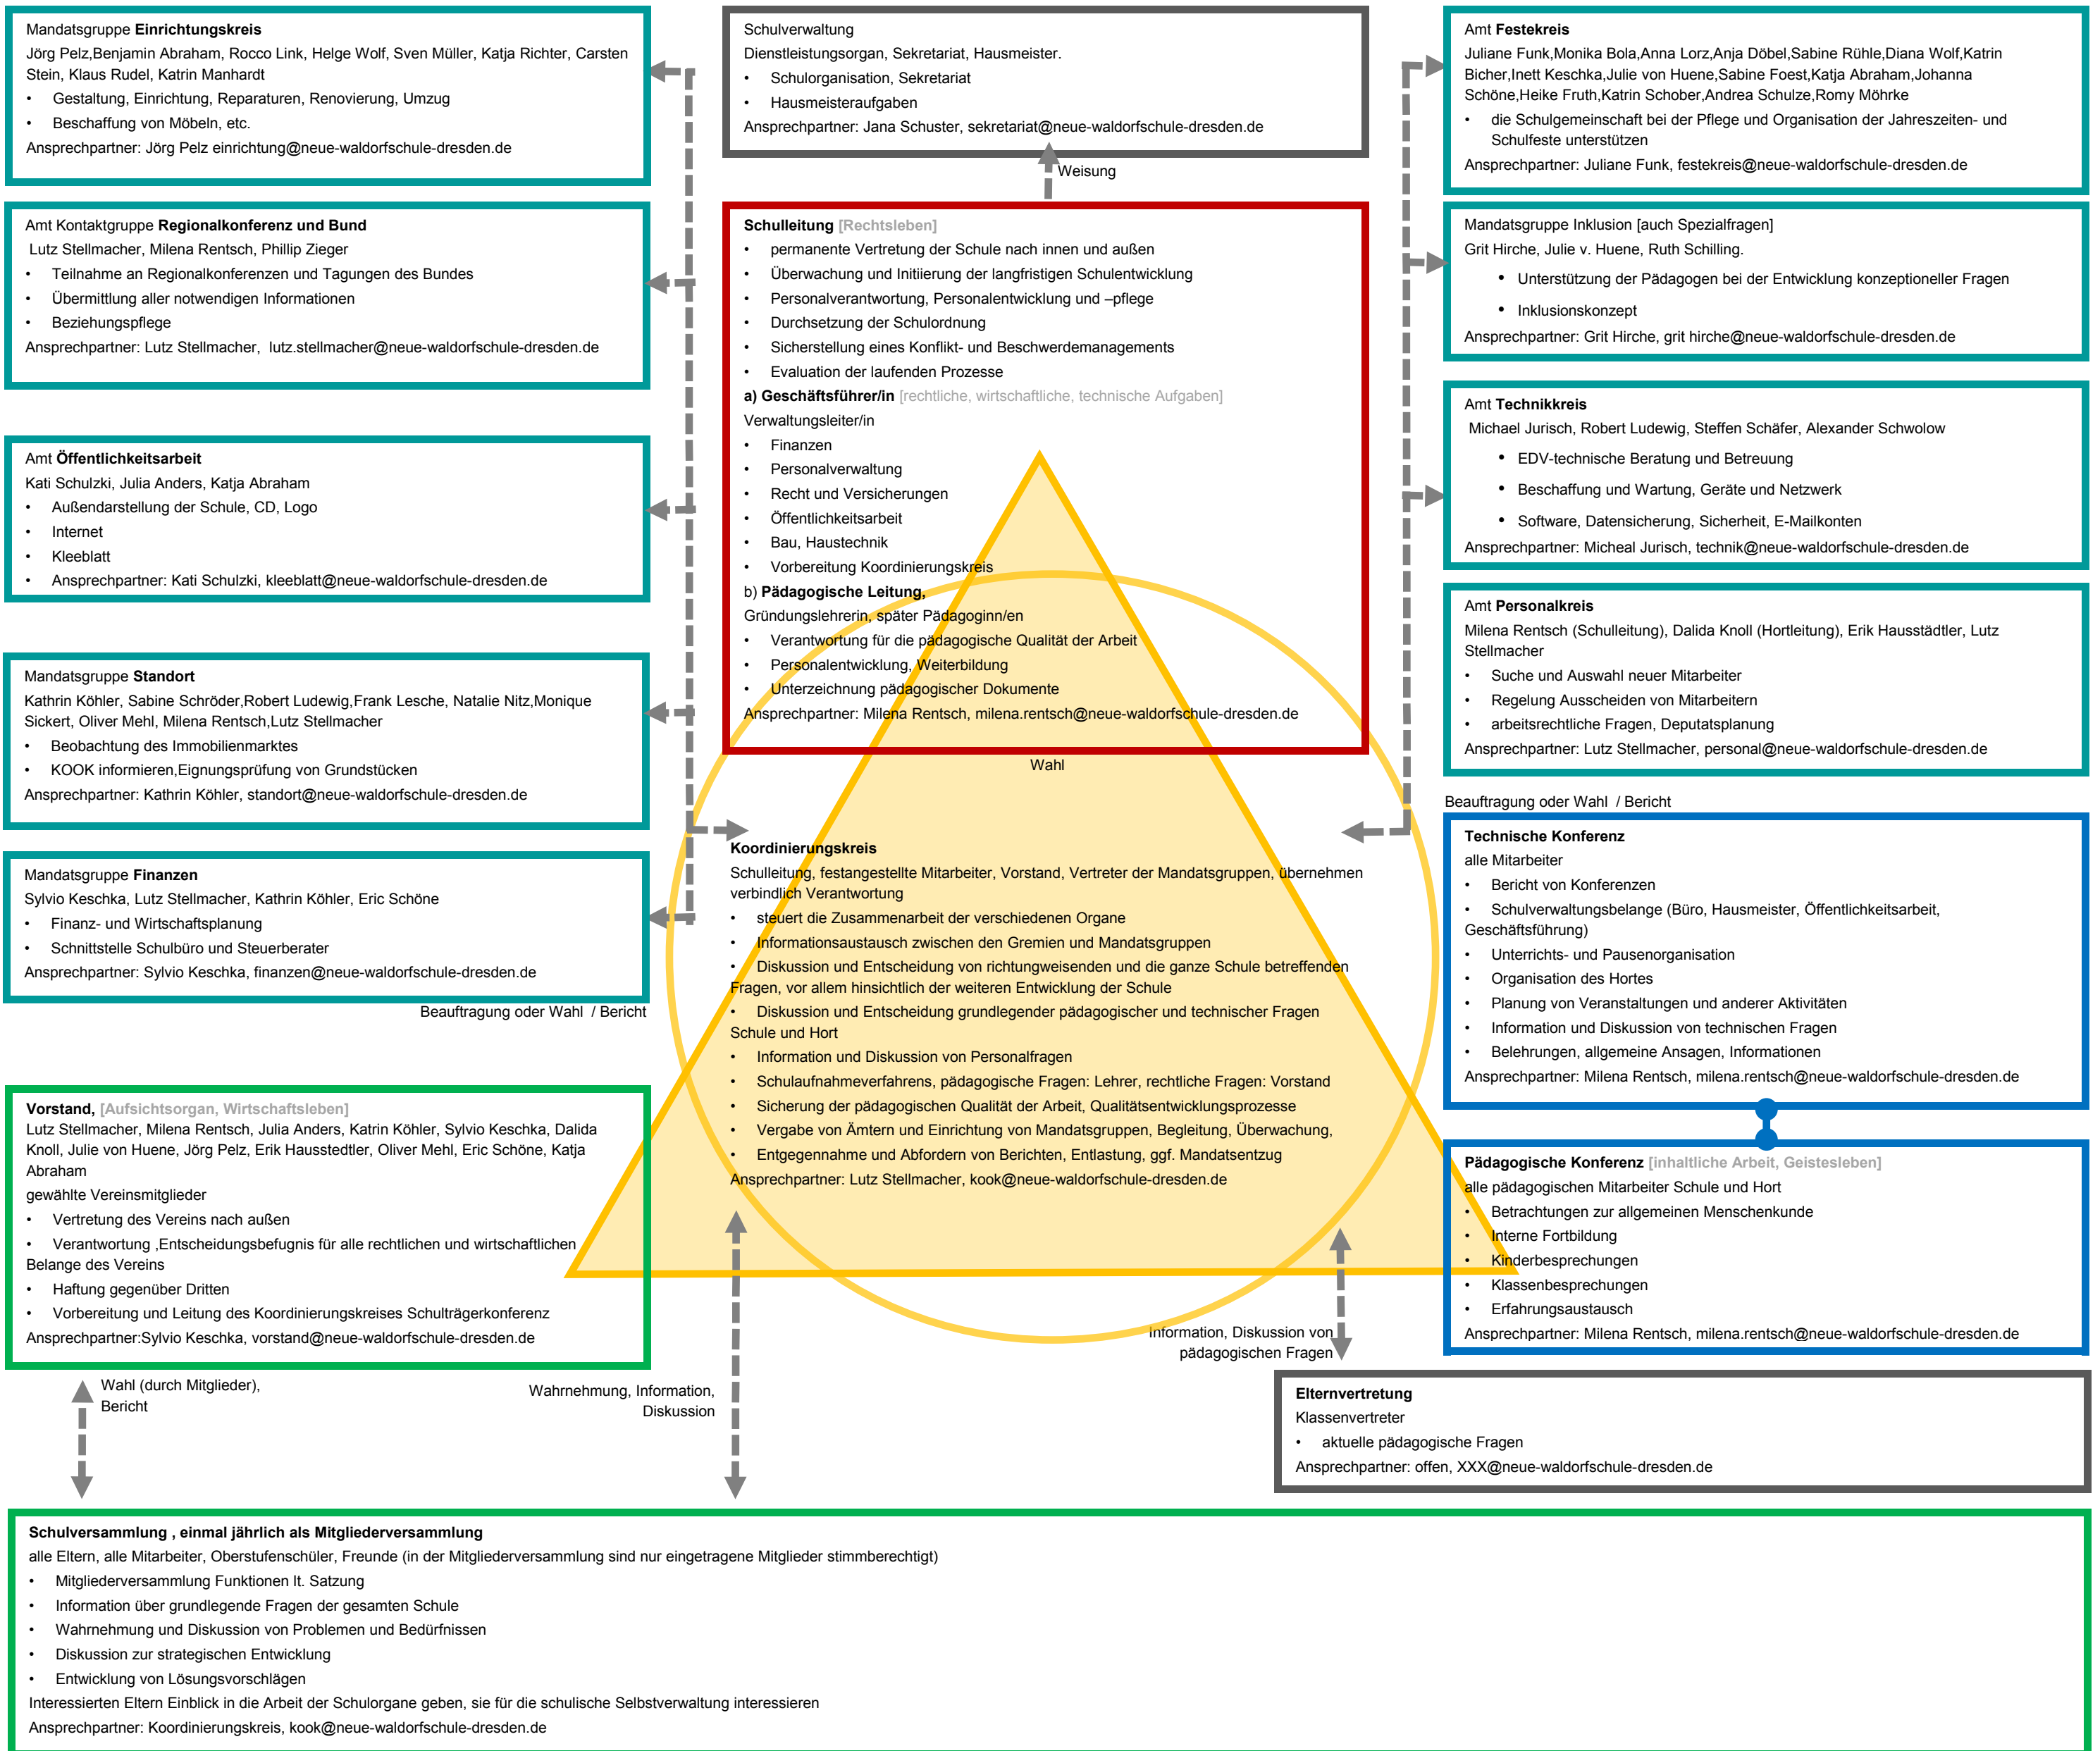 Mandatsgruppe Einrichtungskreis
Jörg Pelz,Benjamin Abraham, Rocco Link, Helge Wolf, Sven Müller, Katja Richter, Carsten
Stein, Klaus Rudel, Katrin Manhardt
• Gestaltung, Einrichtung, Reparaturen, Renovierung, Umzug
• Beschaffung von Möbeln, etc.
Ansprechpartner: Jörg Pelz einrichtung@neue-waldorfschule-dresden.de
Amt Kontaktgruppe Regionalkonferenz und Bund
Lutz Stellmacher, Milena Rentsch, Phillip Zieger
• Teilnahme an Regionalkonferenzen und Tagungen des Bundes
• Übermittlung aller notwendigen Informationen
• Beziehungspflege
Ansprechpartner: Lutz Stellmacher, lutz.stellmacher@neue-waldorfschule-dresden.de
Amt Öffentlichkeitsarbeit
Kati Schulzki, Julia Anders, Katja Abraham
• Außendarstellung der Schule, CD, Logo
• Internet
• Kleeblatt
• Ansprechpartner: Kati Schulzki, kleeblatt@neue-waldorfschule-dresden.de
Mandatsgruppe Standort
Kathrin Köhler, Sabine Schröder,Robert Ludewig,Frank Lesche, Natalie Nitz,Monique
Sickert, Oliver Mehl, Milena Rentsch,Lutz Stellmacher
• Beobachtung des Immobilienmarktes
• KOOK informieren,Eignungsprüfung von Grundstücken
Ansprechpartner: Kathrin Köhler, standort@neue-waldorfschule-dresden.de
Mandatsgruppe Finanzen
Sylvio Keschka, Lutz Stellmacher, Kathrin Köhler, Eric Schöne
• Finanz- und Wirtschaftsplanung
• Schnittstelle Schulbüro und Steuerberater
Ansprechpartner: Sylvio Keschka, finanzen@neue-waldorfschule-dresden.de
Beauftragung oder Wahl / Bericht
Vorstand, [Aufsichtsorgan, Wirtschaftsleben]
Lutz Stellmacher, Milena Rentsch, Julia Anders, Katrin Köhler, Sylvio Keschka, Dalida
Knoll, Julie von Huene, Jörg Pelz, Erik Hausstedtler, Oliver Mehl, Eric Schöne, Katja
Abraham
gewählte Vereinsmitglieder
• Vertretung des Vereins nach außen
• Verantwortung ,Entscheidungsbefugnis für alle rechtlichen und wirtschaftlichen
Belange des Vereins
• Haftung gegenüber Dritten
• Vorbereitung und Leitung des Koordinierungskreises Schulträgerkonferenz
Ansprechpartner:Sylvio Keschka, vorstand@neue-waldorfschule-dresden.de
Wahl (durch Mitglieder),
Bericht
Schulverwaltung
Dienstleistungsorgan, Sekretariat, Hausmeister.
• Schulorganisation, Sekretariat
• Hausmeisteraufgaben
Ansprechpartner: Jana Schuster, sekretariat@neue-waldorfschule-dresden.de
Weisung
Schulleitung [Rechtsleben]
• permanente Vertretung der Schule nach innen und außen
• Überwachung und Initiierung der langfristigen Schulentwicklung
• Personalverantwortung, Personalentwicklung und –pflege
• Durchsetzung der Schulordnung
• Sicherstellung eines Konflikt- und Beschwerdemanagements
• Evaluation der laufenden Prozesse
a) Geschäftsführer/in [rechtliche, wirtschaftliche, technische Aufgaben]
Verwaltungsleiter/in
• Finanzen
• Personalverwaltung
• Recht und Versicherungen
• Öffentlichkeitsarbeit
• Bau, Haustechnik
• Vorbereitung Koordinierungskreis
b) Pädagogische Leitung,
Gründungslehrerin, später Pädagoginn/en
• Verantwortung für die pädagogische Qualität der Arbeit
• Personalentwicklung, Weiterbildung
• Unterzeichnung pädagogischer Dokumente
Ansprechpartner: Milena Rentsch, milena.rentsch@neue-waldorfschule-dresden.de
Wahl
Koordinierungskreis
Schulleitung, festangestellte Mitarbeiter, Vorstand, Vertreter der Mandatsgruppen, übernehmen
verbindlich Verantwortung
• steuert die Zusammenarbeit der verschiedenen Organe
• Informationsaustausch zwischen den Gremien und Mandatsgruppen
• Diskussion und Entscheidung von richtungweisenden und die ganze Schule betreffenden
Fragen, vor allem hinsichtlich der weiteren Entwicklung der Schule
• Diskussion und Entscheidung grundlegender pädagogischer und technischer Fragen
Schule und Hort
• Information und Diskussion von Personalfragen
• Schulaufnahmeverfahrens, pädagogische Fragen: Lehrer, rechtliche Fragen: Vorstand
• Sicherung der pädagogischen Qualität der Arbeit, Qualitätsentwicklungsprozesse
• Vergabe von Ämtern und Einrichtung von Mandatsgruppen, Begleitung, Überwachung,
• Entgegennahme und Abfordern von Berichten, Entlastung, ggf. Mandatsentzug
Ansprechpartner: Lutz Stellmacher, kook@neue-waldorfschule-dresden.de
Wahrnehmung, Information,
Diskussion
Information, Diskussion von
pädagogischen Fragen
Amt Festekreis
Juliane Funk,Monika Bola,Anna Lorz,Anja Döbel,Sabine Rühle,Diana Wolf,Katrin
Bicher,Inett Keschka,Julie von Huene,Sabine Foest,Katja Abraham,Johanna
Schöne,Heike Fruth,Katrin Schober,Andrea Schulze,Romy Möhrke
• die Schulgemeinschaft bei der Pflege und Organisation der Jahreszeiten- und
Schulfeste unterstützen
Ansprechpartner: Juliane Funk, festekreis@neue-waldorfschule-dresden.de
Mandatsgruppe Inklusion [auch Spezialfragen]
Grit Hirche, Julie v. Huene, Ruth Schilling.
• Unterstützung der Pädagogen bei der Entwicklung konzeptioneller Fragen
• Inklusionskonzept
Ansprechpartner: Grit Hirche, grit hirche@neue-waldorfschule-dresden.de
Amt Technikkreis
Michael Jurisch, Robert Ludewig, Steffen Schäfer, Alexander Schwolow
• EDV-technische Beratung und Betreuung
• Beschaffung und Wartung, Geräte und Netzwerk
• Software, Datensicherung, Sicherheit, E-Mailkonten
Ansprechpartner: Micheal Jurisch, technik@neue-waldorfschule-dresden.de
Amt Personalkreis
Milena Rentsch (Schulleitung), Dalida Knoll (Hortleitung), Erik Hausstädtler, Lutz
Stellmacher
• Suche und Auswahl neuer Mitarbeiter
• Regelung Ausscheiden von Mitarbeitern
• arbeitsrechtliche Fragen, Deputatsplanung
Ansprechpartner: Lutz Stellmacher, personal@neue-waldorfschule-dresden.de
Beauftragung oder Wahl / Bericht
Technische Konferenz
alle Mitarbeiter
• Bericht von Konferenzen
• Schulverwaltungsbelange (Büro, Hausmeister, Öffentlichkeitsarbeit,
Geschäftsführung)
• Unterrichts- und Pausenorganisation
• Organisation des Hortes
• Planung von Veranstaltungen und anderer Aktivitäten
• Information und Diskussion von technischen Fragen
• Belehrungen, allgemeine Ansagen, Informationen
Ansprechpartner: Milena Rentsch, milena.rentsch@neue-waldorfschule-dresden.de
Pädagogische Konferenz [inhaltliche Arbeit, Geistesleben]
alle pädagogischen Mitarbeiter Schule und Hort
• Betrachtungen zur allgemeinen Menschenkunde
• Interne Fortbildung
• Kinderbesprechungen
• Klassenbesprechungen
• Erfahrungsaustausch
Ansprechpartner: Milena Rentsch, milena.rentsch@neue-waldorfschule-dresden.de
Elternvertretung
Klassenvertreter
• aktuelle pädagogische Fragen
Ansprechpartner: offen, XXX@neue-waldorfschule-dresden.de
Schulversammlung , einmal jährlich als Mitgliederversammlung
alle Eltern, alle Mitarbeiter, Oberstufenschüler, Freunde (in der Mitgliederversammlung sind nur eingetragene Mitglieder stimmberechtigt)
• Mitgliederversammlung Funktionen lt. Satzung
• Information über grundlegende Fragen der gesamten Schule
• Wahrnehmung und Diskussion von Problemen und Bedürfnissen
• Diskussion zur strategischen Entwicklung
• Entwicklung von Lösungsvorschlägen
Interessierten Eltern Einblick in die Arbeit der Schulorgane geben, sie für die schulische Selbstverwaltung interessieren
Ansprechpartner: Koordinierungskreis, kook@neue-waldorfschule-dresden.de